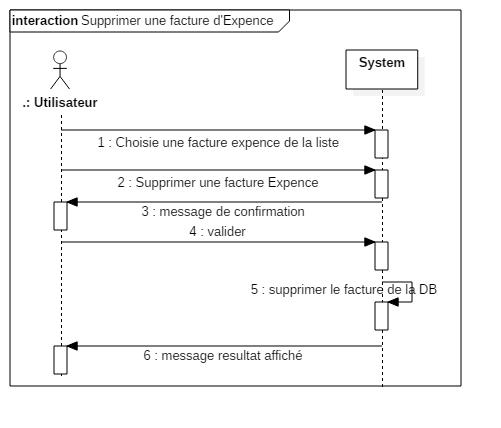 interaction Supprimer une facture d'Expence
System
.: Utilisateur
1 : Choisie une facture expence de la liste
2 : Supprimer une facture Expence
3 : message de confirmation
4 : valider
5 : supprimer le facture de la DB
6 : message resultat affiché